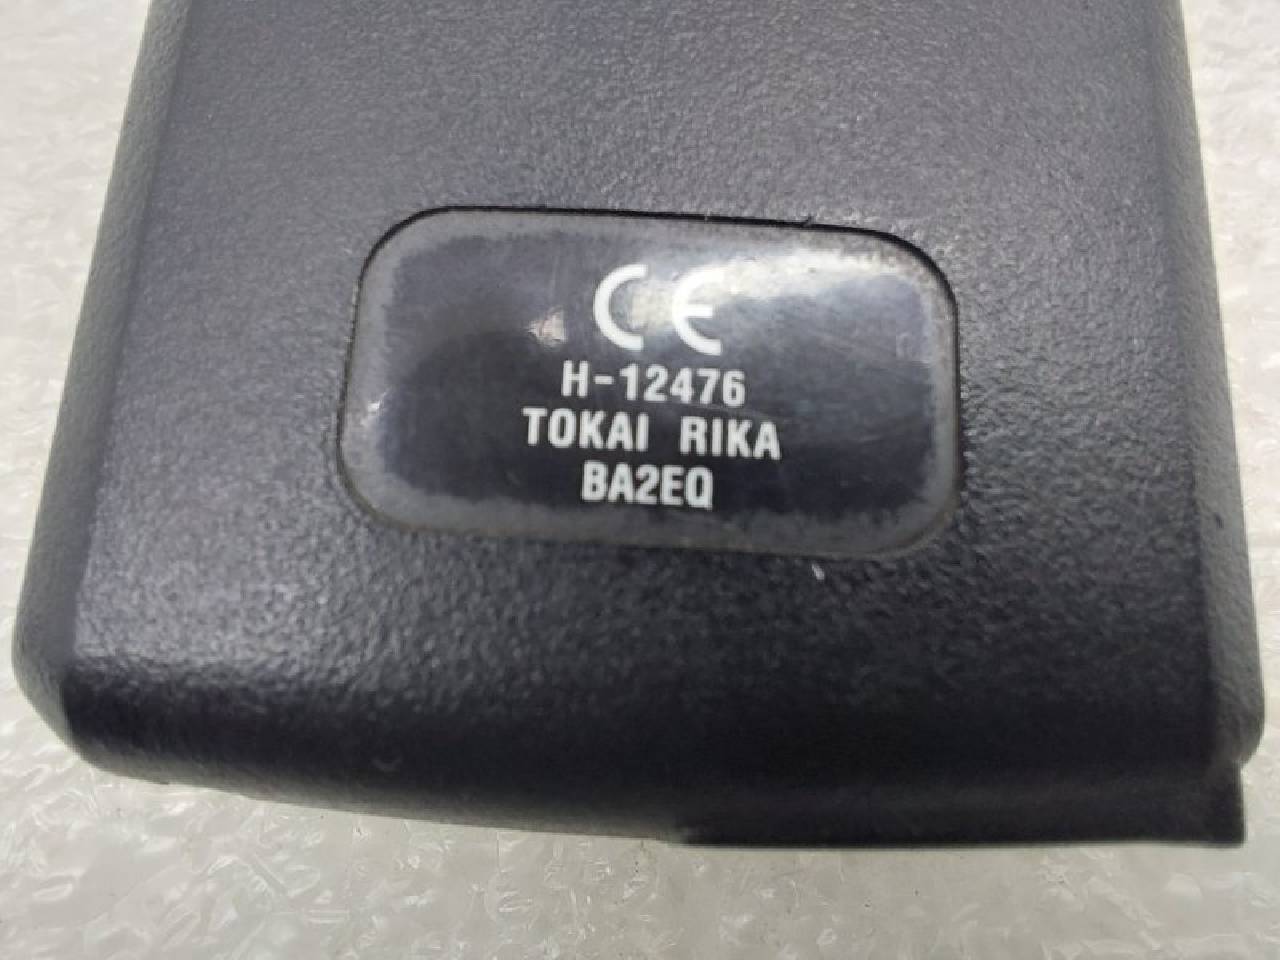 CE
H-12476
TOKAI RIKA
BA2EQ